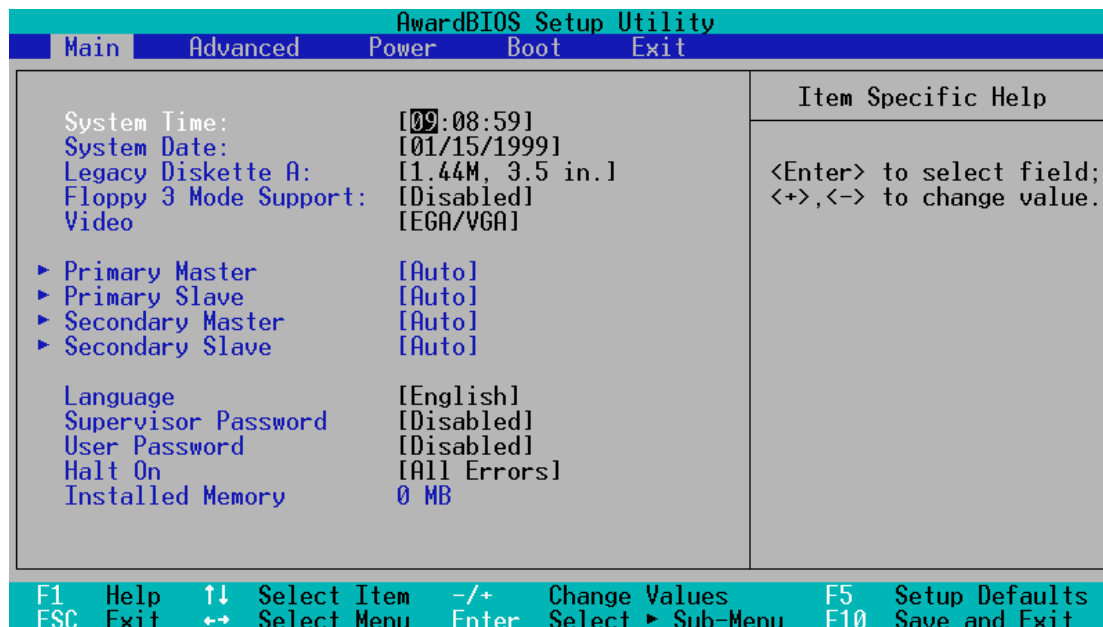 AwardBIOS Setup Utility
Main Advanced Power Boot Exit
Item Specific Help
System Time: [09:08:59]
System Date: [01/15/1999]
Legacy Diskette A: [1.44M, 3.5 in.]
Floppy 3 Mode Support: [Disabled]
Video [EGA/VGA]
<Enter> to select field;
<+>,<-> to change value.
▸ Primary Master [Auto]
▸ Primary Slave [Auto]
▸ Secondary Master [Auto]
▸ Secondary Slave [Auto]
Language [English]
Supervisor Password [Disabled]
User Password [Disabled]
Halt On [All Errors]
Installed Memory 0 MB
F1 Help ↑↓ Select Item -/+ Change Values F5 Setup Defaults
ESC Exit ←→ Select Menu Enter Select ▸ Sub-Menu F10 Save and Exit